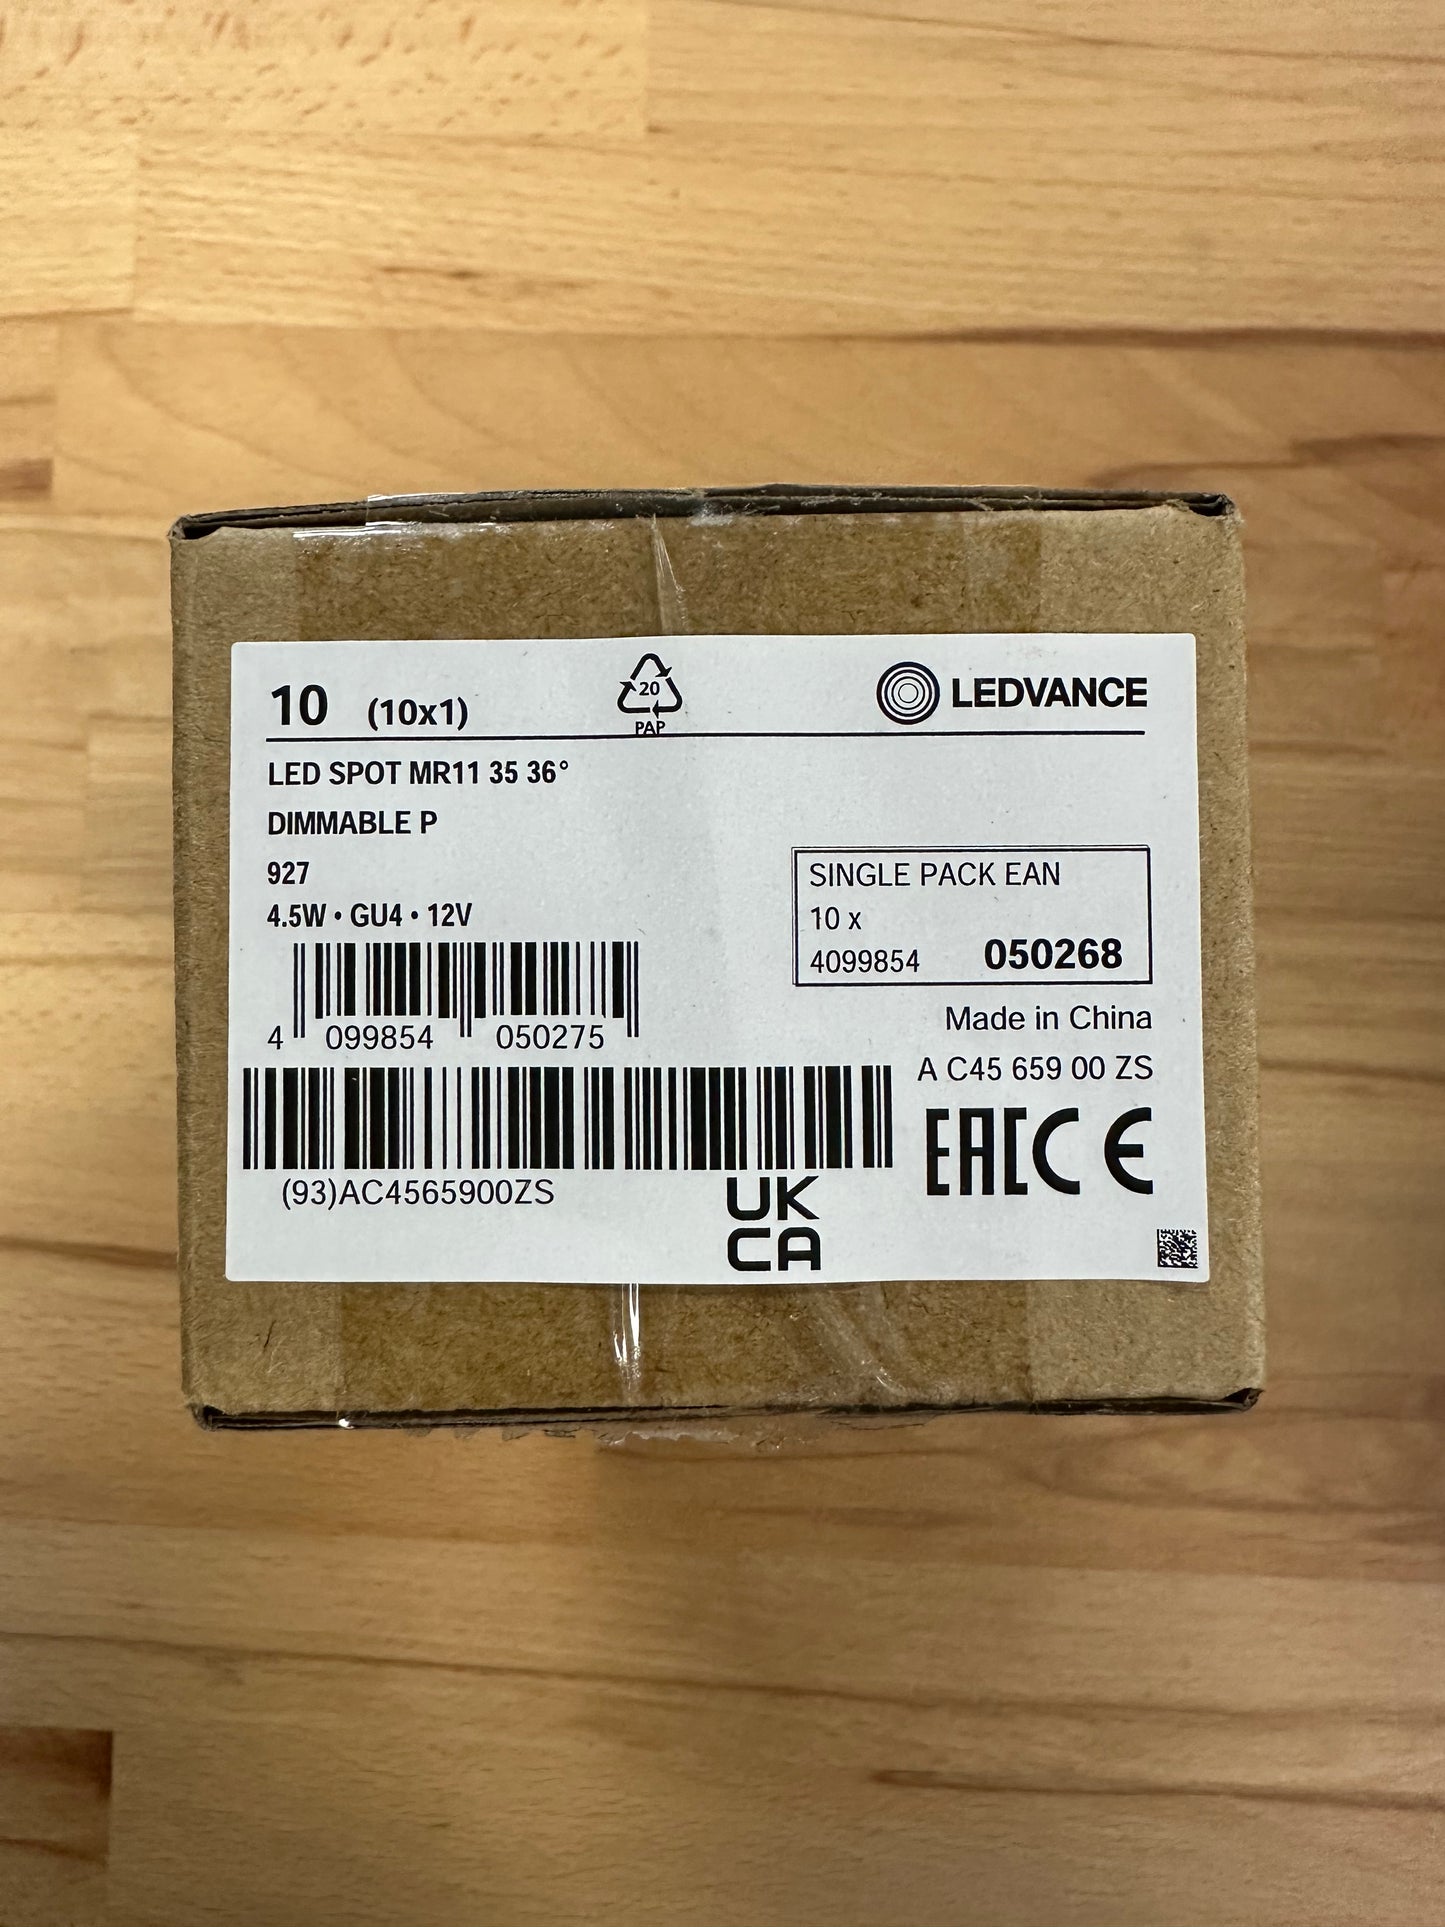 10 (10x1)
20
PAP
LEDVANCE
LED SPOT MR11 35 36°
DIMMABLE P
927
4.5W • GU4 • 12V
SINGLE PACK EAN
10 x
4099854 050268
4 099854 050275
Made in China
A C45 659 00 ZS
(93)AC4565900ZS
EAC CE
UK
CA